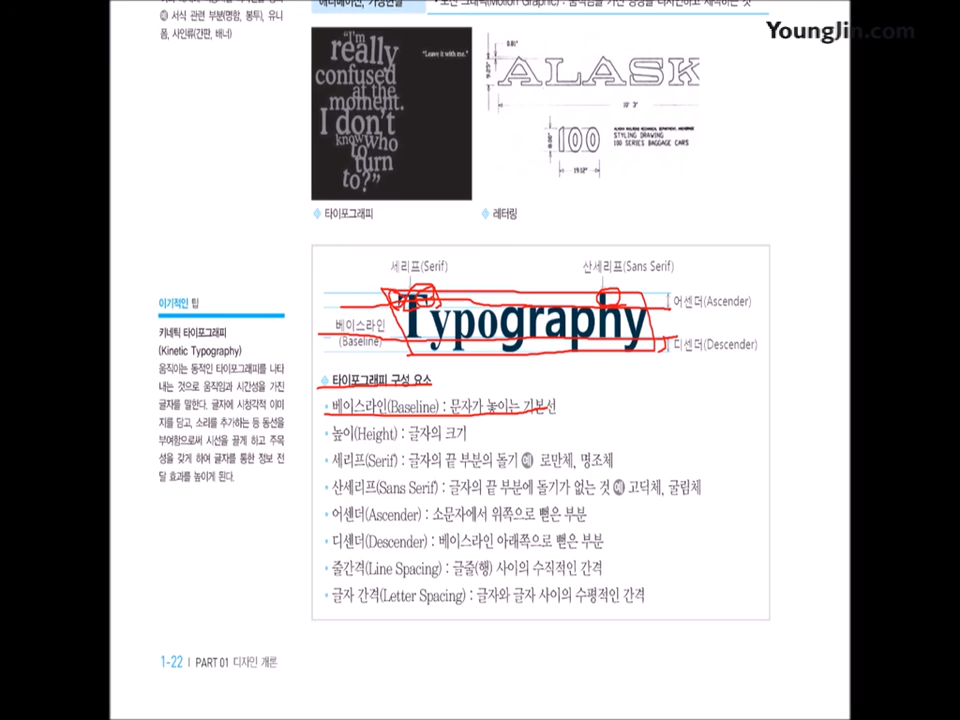 예 서식 관련 부분(명함, 봉투), 유니
폼, 사인류(간판, 배너)
YoungJin.com
"I'm
really
confused
at the
moment.
I don't
know who
to
turn
to?"
"Leave it with me."
0.81"
9.25"
ALASK
10' 3"
18.00"
100
19.12"
STYLING DRAWING
100 SERIES BAGGAGE CARS
타이포그래피
레터링
세리프(Serif)
산세리프(Sans Serif)
어센더(Ascender)
베이스라인
(Baseline)
Typography
디센더(Descender)
타이포그래피 구성 요소
• 베이스라인(Baseline) : 문자가 놓이는 기본선
• 높이(Height) : 글자의 크기
• 세리프(Serif) : 글자의 끝 부분의 돌기 예 로만체, 명조체
• 산세리프(Sans Serif) : 글자의 끝 부분에 돌기가 없는 것 예 고딕체, 굴림체
• 어센더(Ascender) : 소문자에서 위쪽으로 뻗은 부분
• 디센더(Descender) : 베이스라인 아래쪽으로 뻗은 부분
• 줄간격(Line Spacing) : 글줄(행) 사이의 수직적인 간격
• 글자 간격(Letter Spacing) : 글자와 글자 사이의 수평적인 간격
이기적인 팁
키네틱 타이포그래피
(Kinetic Typography)
움직이는 동적인 타이포그래피를 나타
내는 것으로 움직임과 시간성을 가진
글자를 말한다. 글자에 시청각적 이미
지를 담고, 소리를 추가하는 등 동선을
부여함으로써 시선을 끌게 하고 주목
성을 갖게 하여 글자를 통한 정보 전
달 효과를 높이게 된다.
1-22 | PART 01 디자인 개론